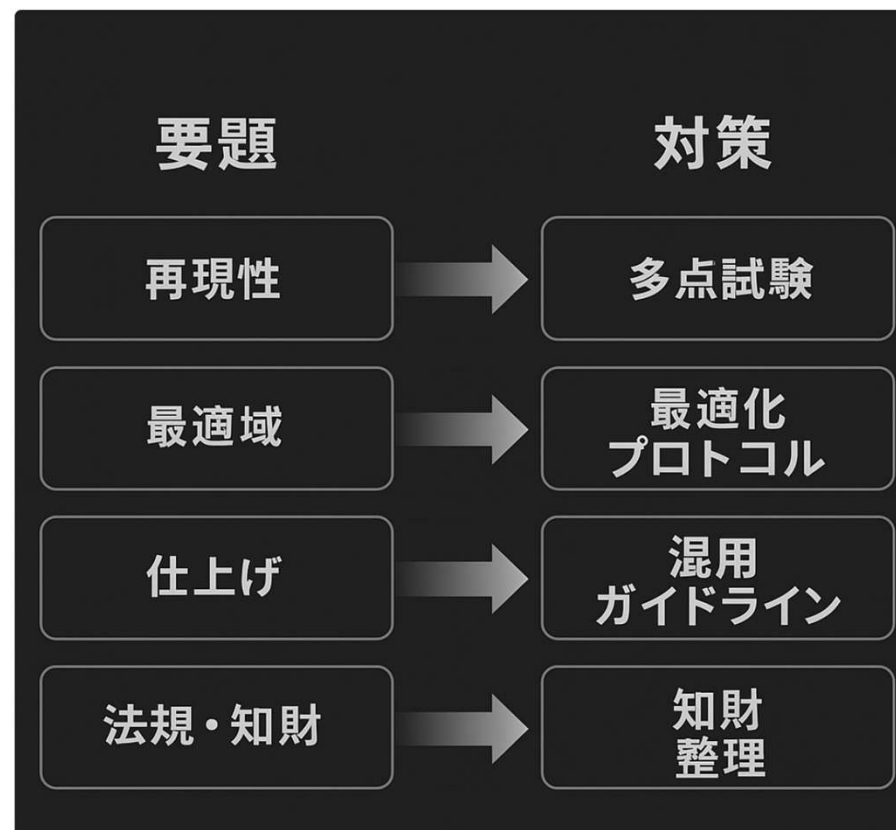 要題
対策
再現性
多点試験
最適域
最適化
プロトコル
仕上げ
混用
ガイドライン
法規・知財
知財
整理